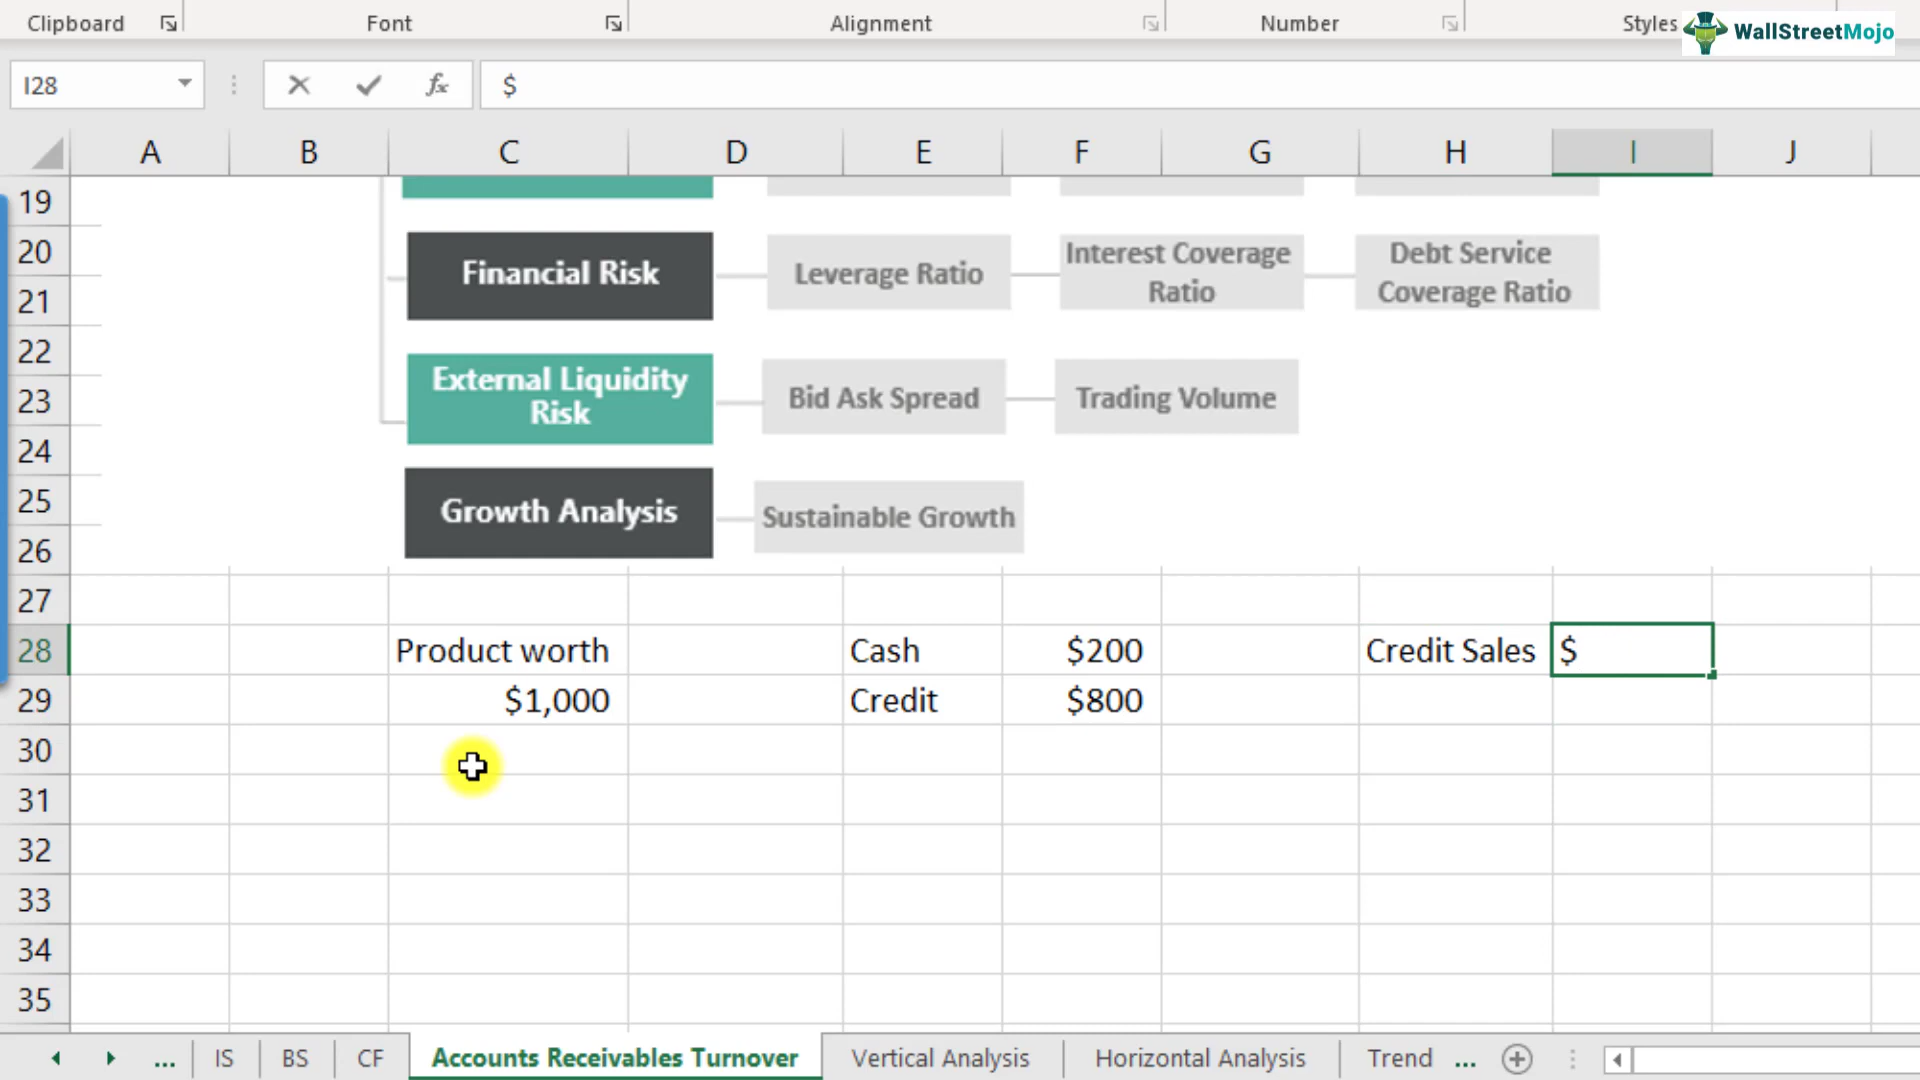 Clipboard Font Alignment Number Styles
WallStreetMojo
I28 fx $
A B C D E F G H I J
19
20
21
22
23
24
25
26
27
28
29
30
31
32
33
34
35
Financial Risk
Leverage Ratio
Interest Coverage
Ratio
Debt Service
Coverage Ratio
External Liquidity
Risk
Bid Ask Spread
Trading Volume
Growth Analysis
Sustainable Growth
Product worth Cash $200 Credit Sales $
$1,000 Credit $800
... IS BS CF Accounts Receivables Turnover Vertical Analysis Horizontal Analysis Trend ...